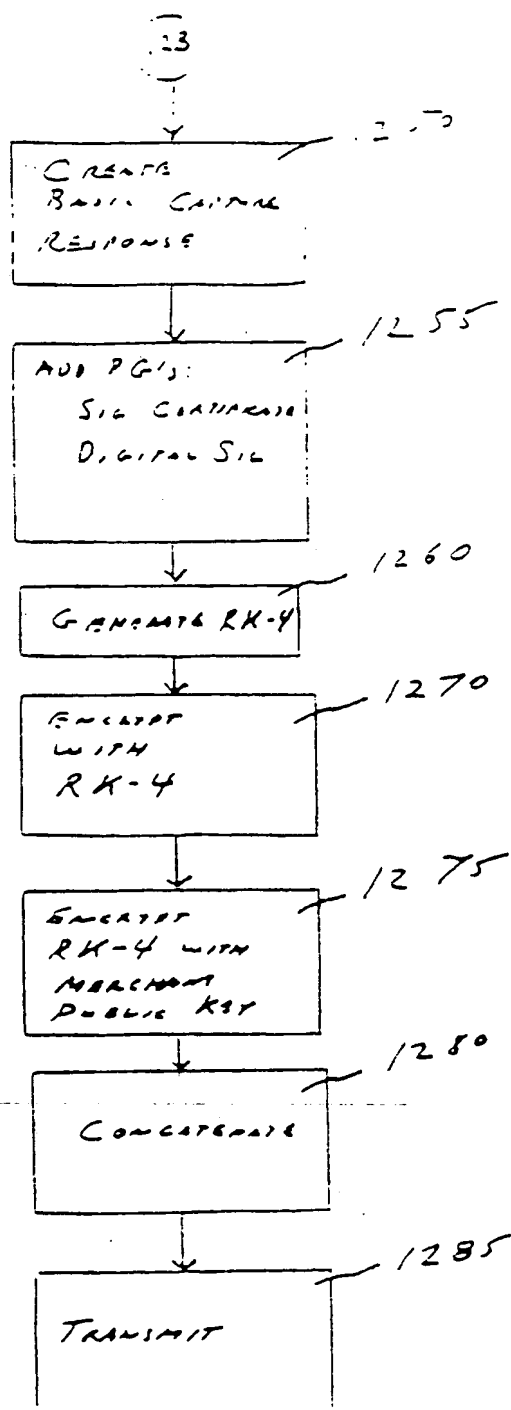 23
CREATE
BASIC CAPTURE
RESPONSE
1255
ADD PG'S:
SIG CERTIFICATE
DIGITAL SIG
1260
GENERATE RK-4
1270
ENCRYPT
WITH
RK-4
1275
ENCRYPT
RK-4 WITH
MERCHANT
PUBLIC KEY
1280
CONCATENATE
1285
TRANSMIT